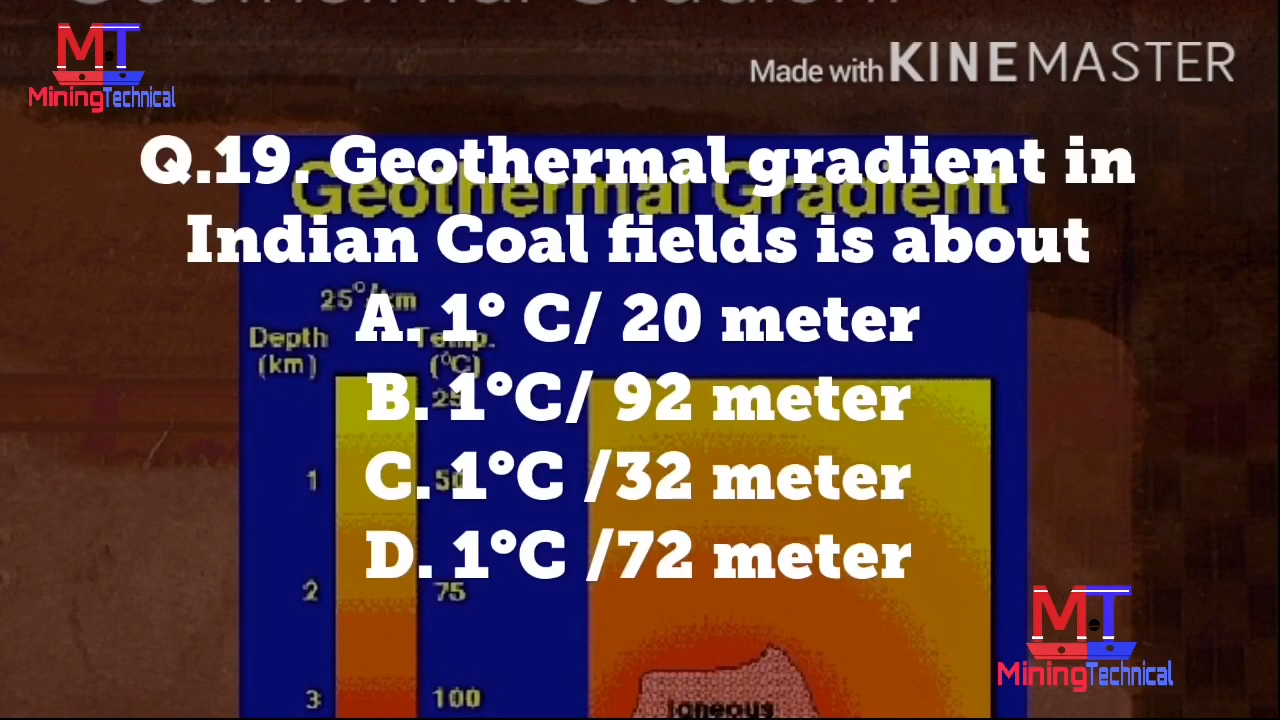 MT
MiningTechnical
Made with KINEMASTER
Q.19. Geothermal gradient in
Geothermal Gradient
Indian Coal fields is about
25°/km
A. 1° C/ 20 meter
Depth
Temp.
(km)
(°C)
B. 1°C/ 92 meter
25
C. 1°C /32 meter
1
50
D. 1°C /72 meter
2
75
MT
MiningTechnical
3
100
Igneous